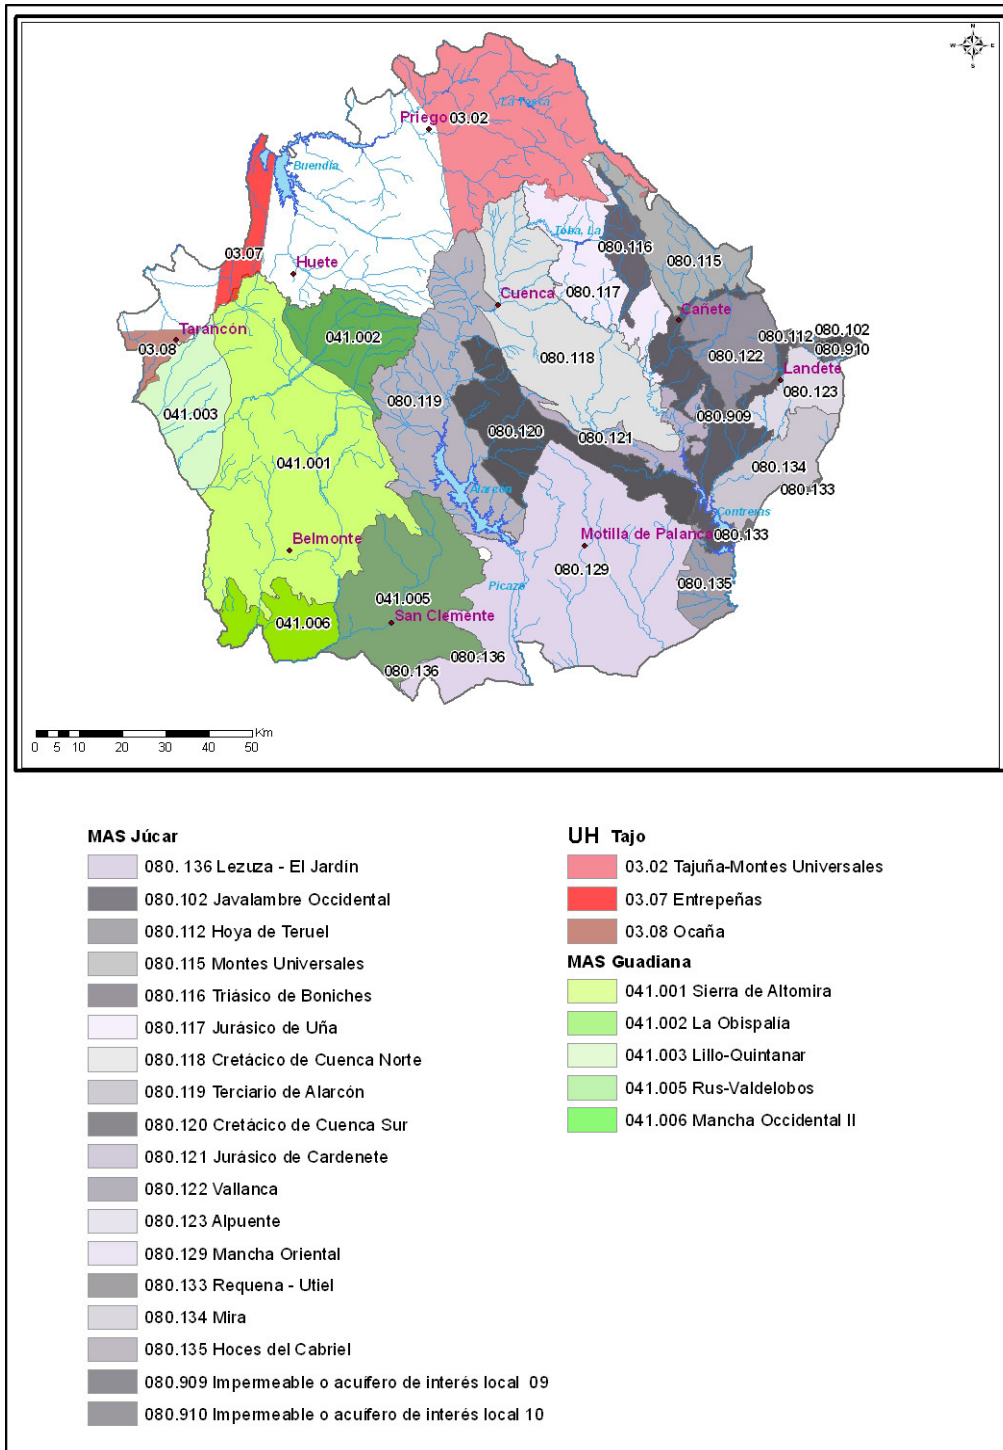 N
W E
S
La Tosca
Priego 03.02
Buendía
080.116
Toba, La
03.07
080.115
Huete
080.117
Cuenca
Cañete
Tarancón
041.002
080.112
080.102
03.08
080.118
080.122
080.910
Landete
080.119
080.123
041.003
080.909
080.120
080.121
041.001
080.134
080.133
Alarcón
Contreras
Belmonte
Motilla de Palanca
080.133
080.129
080.135
Picazo
041.005
041.006
San Clemente
080.136
080.136
Km
0 5 10 20 30 40 50
MAS Júcar
080. 136 Lezuza - El Jardín
080.102 Javalambre Occidental
080.112 Hoya de Teruel
080.115 Montes Universales
080.116 Triásico de Boniches
080.117 Jurásico de Uña
080.118 Cretácico de Cuenca Norte
080.119 Terciario de Alarcón
080.120 Cretácico de Cuenca Sur
080.121 Jurásico de Cardenete
080.122 Vallanca
080.123 Alpuente
080.129 Mancha Oriental
080.133 Requena - Utiel
080.134 Mira
080.135 Hoces del Cabriel
080.909 Impermeable o acuífero de interés local 09
080.910 Impermeable o acuífero de interés local 10
UH Tajo
03.02 Tajuña-Montes Universales
03.07 Entrepeñas
03.08 Ocaña
MAS Guadiana
041.001 Sierra de Altomira
041.002 La Obispalía
041.003 Lillo-Quintanar
041.005 Rus-Valdelobos
041.006 Mancha Occidental II